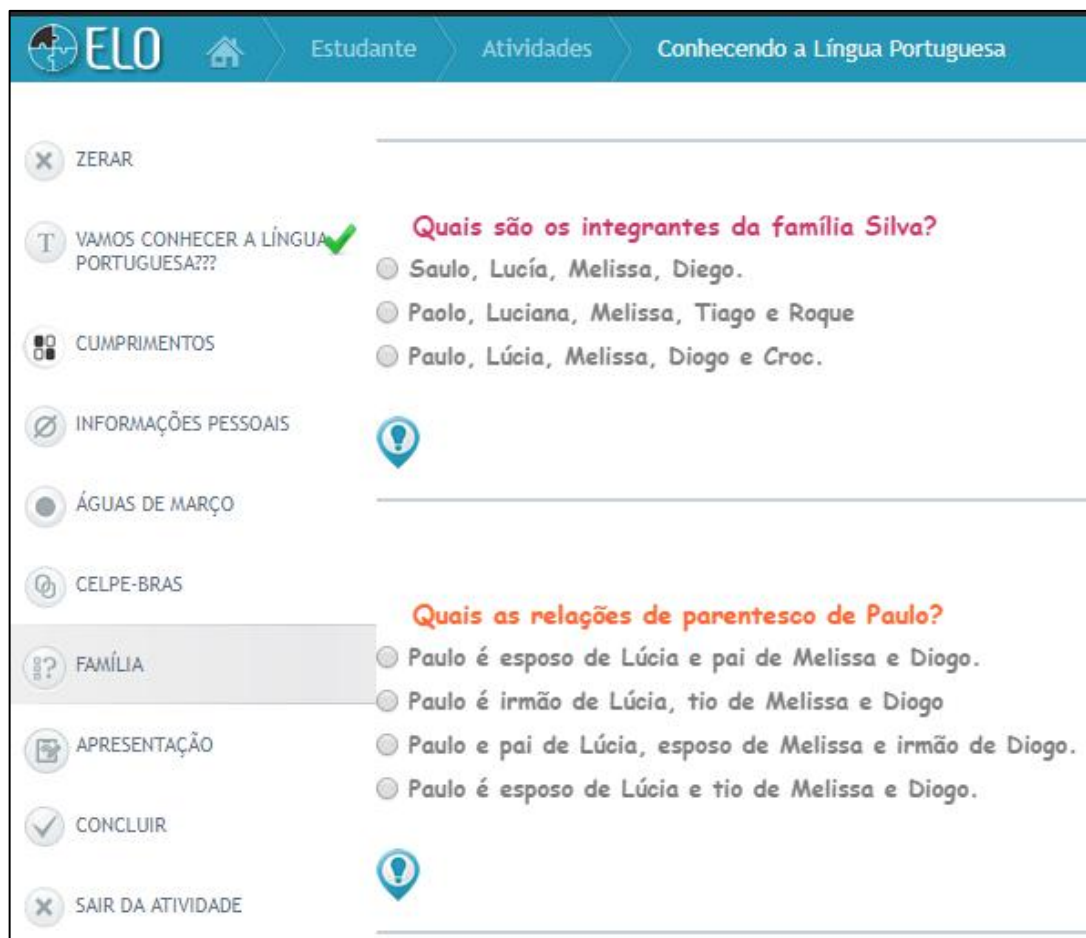 ELO Estudante Atividades Conhecendo a Língua Portuguesa
ZERAR
VAMOS CONHECER A LÍNGUA
PORTUGUESA???
CUMPRIMENTOS
INFORMAÇÕES PESSOAIS
ÁGUAS DE MARÇO
CELPE-BRAS
FAMÍLIA
APRESENTAÇÃO
CONCLUIR
SAIR DA ATIVIDADE
Quais são os integrantes da família Silva?
Saulo, Lucía, Melissa, Diego.
Paolo, Luciana, Melissa, Tiago e Roque
Paulo, Lúcia, Melissa, Diogo e Croc.
Quais as relações de parentesco de Paulo?
Paulo é esposo de Lúcia e pai de Melissa e Diogo.
Paulo é irmão de Lúcia, tio de Melissa e Diogo
Paulo e pai de Lúcia, esposo de Melissa e irmão de Diogo.
Paulo é esposo de Lúcia e tio de Melissa e Diogo.